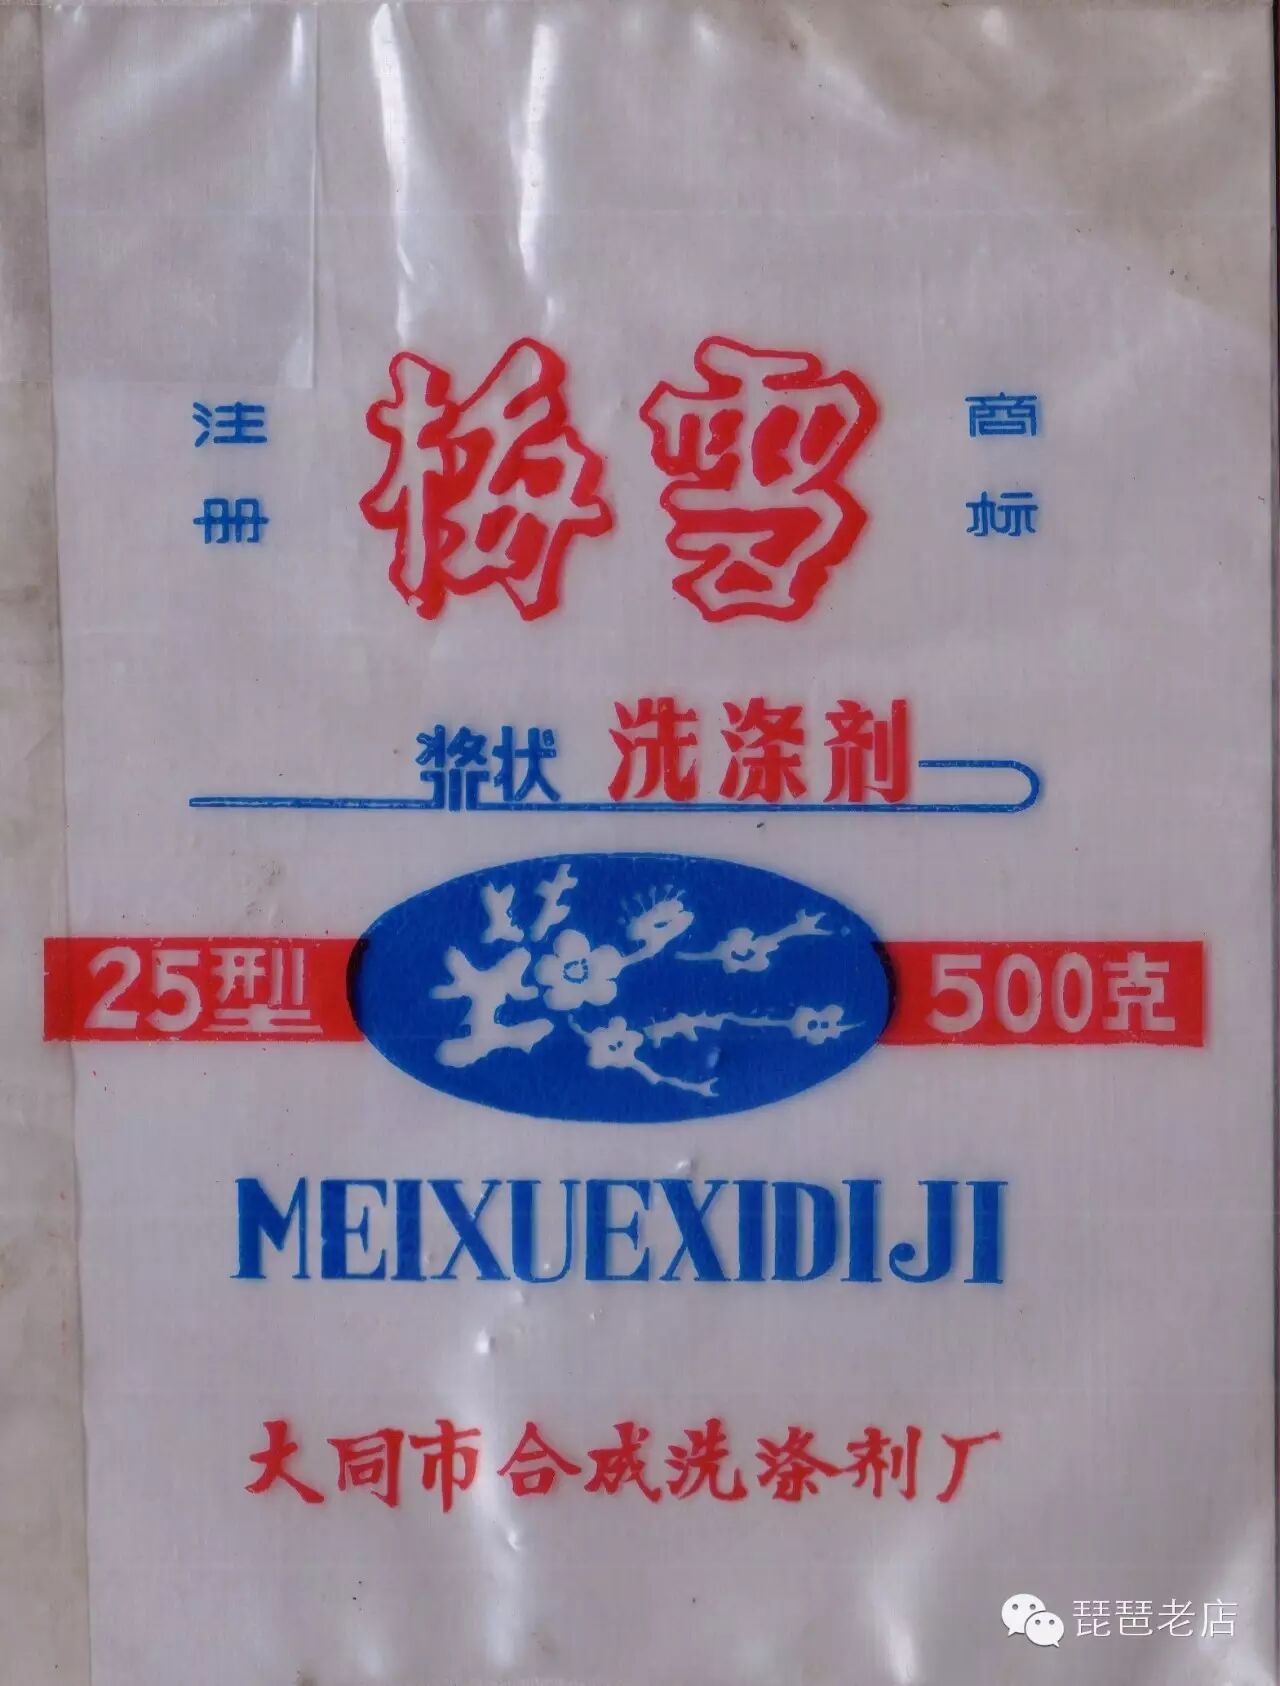 注册
梅雪
商标
浆状 洗涤剂
25型
500克
MEIXUEXIDIJI
大同市合成洗涤剂厂
琵琶老店